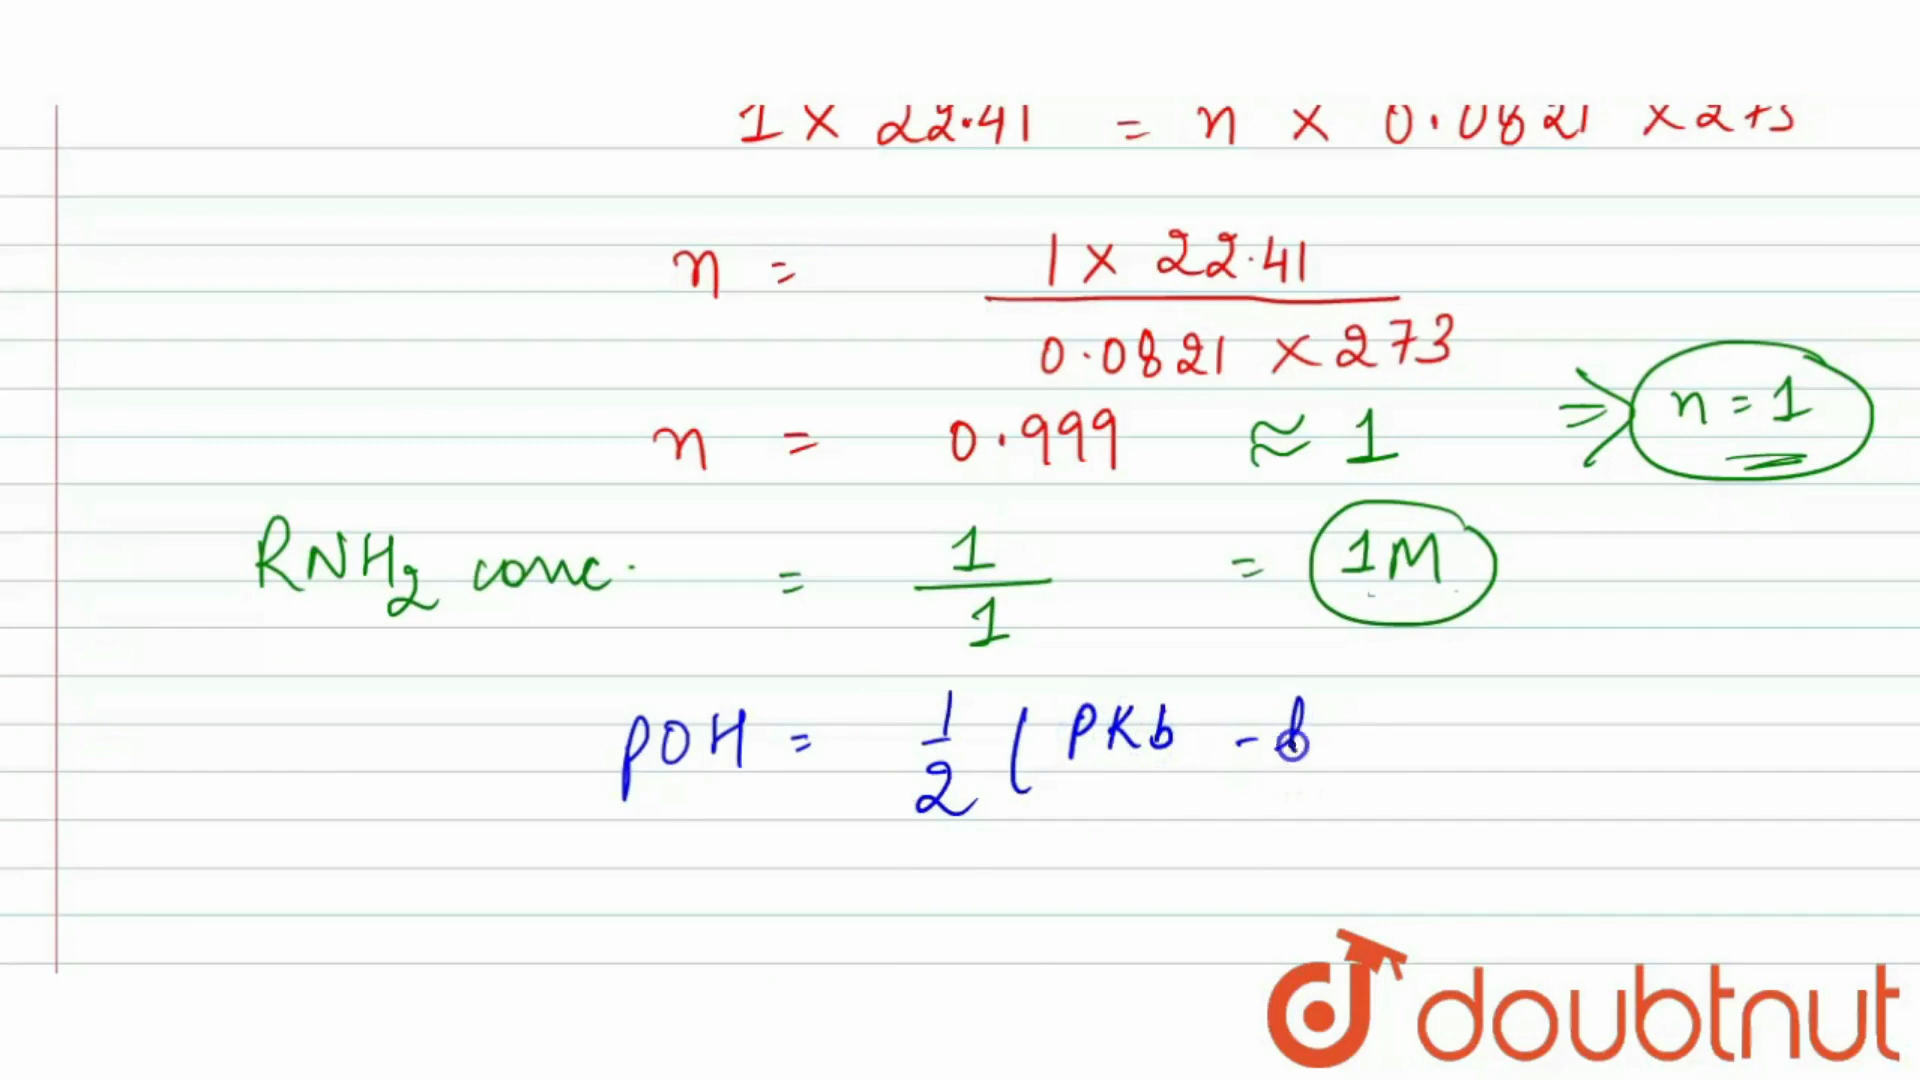 1 × 22.41 = n × 0.0821 × 273
n = 1 × 22.41 / 0.0821 × 273
n = 0.999 ≈ 1 ⇒ n = 1
RNH₂ conc. = 1/1 = 1M
POH = 1/2 ( PKb -
doubtnut